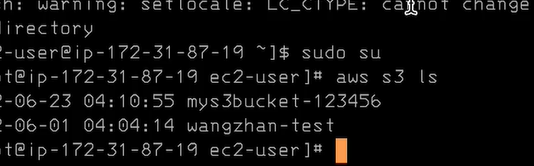 h: warning: setlocale: LC_CTYPE: cannot change
directory
2-user@ip-172-31-87-19 ~]$ sudo su
ot@ip-172-31-87-19 ec2-user]# aws s3 ls
2-06-23 04:10:55 mys3bucket-123456
2-06-01 04:04:14 wangzhan-test
ot@ip-172-31-87-19 ec2-user]#